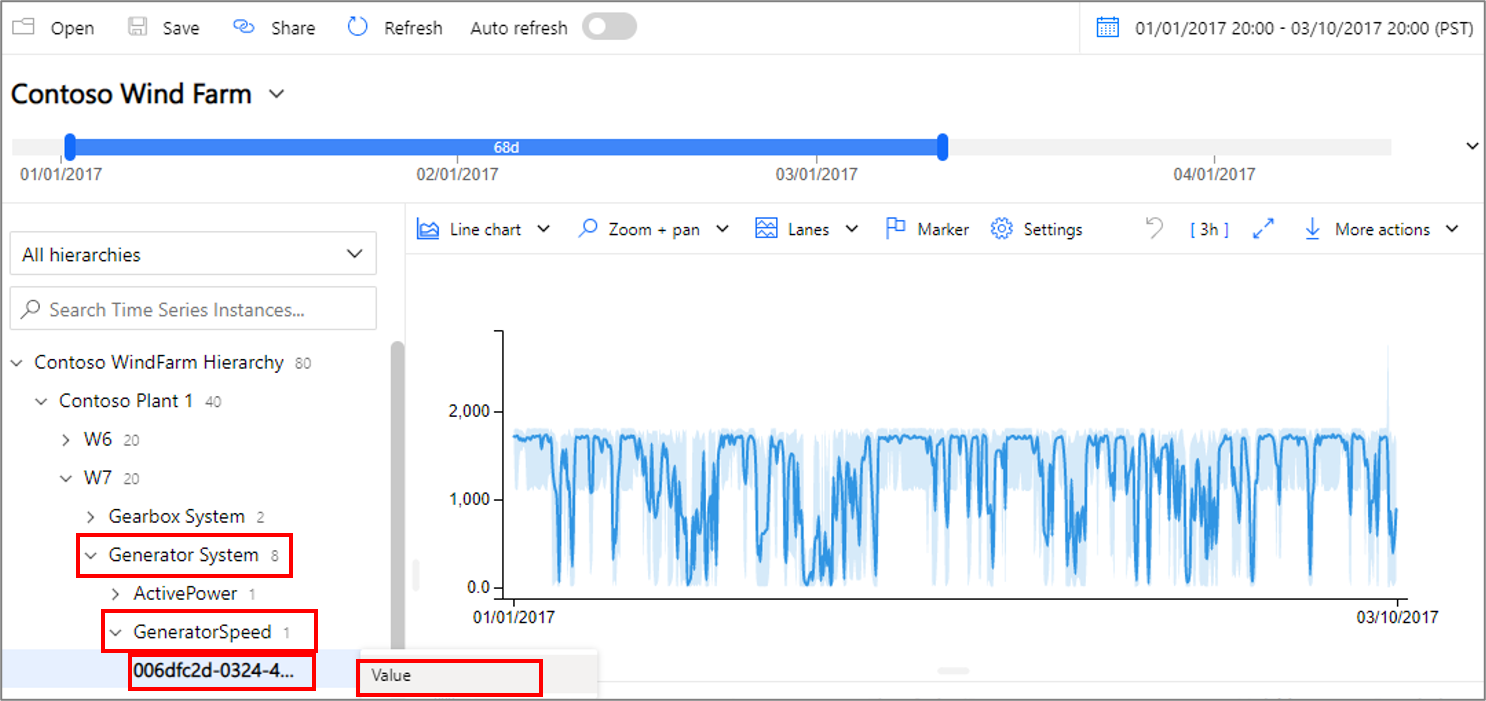 Open Save Share Refresh Auto refresh 01/01/2017 20:00 - 03/10/2017 20:00 (PST)
Contoso Wind Farm
68d
01/01/2017 02/01/2017 03/01/2017 04/01/2017
Line chart Zoom + pan Lanes Marker Settings [ 3h ] More actions
All hierarchies
Search Time Series Instances...
Contoso WindFarm Hierarchy 80
Contoso Plant 1 40
W6 20
W7 20
Gearbox System 2
Generator System 8
ActivePower 1
GeneratorSpeed 1
006dfc2d-0324-4...
Value
2,000
1,000
0.0
01/01/2017 03/10/2017